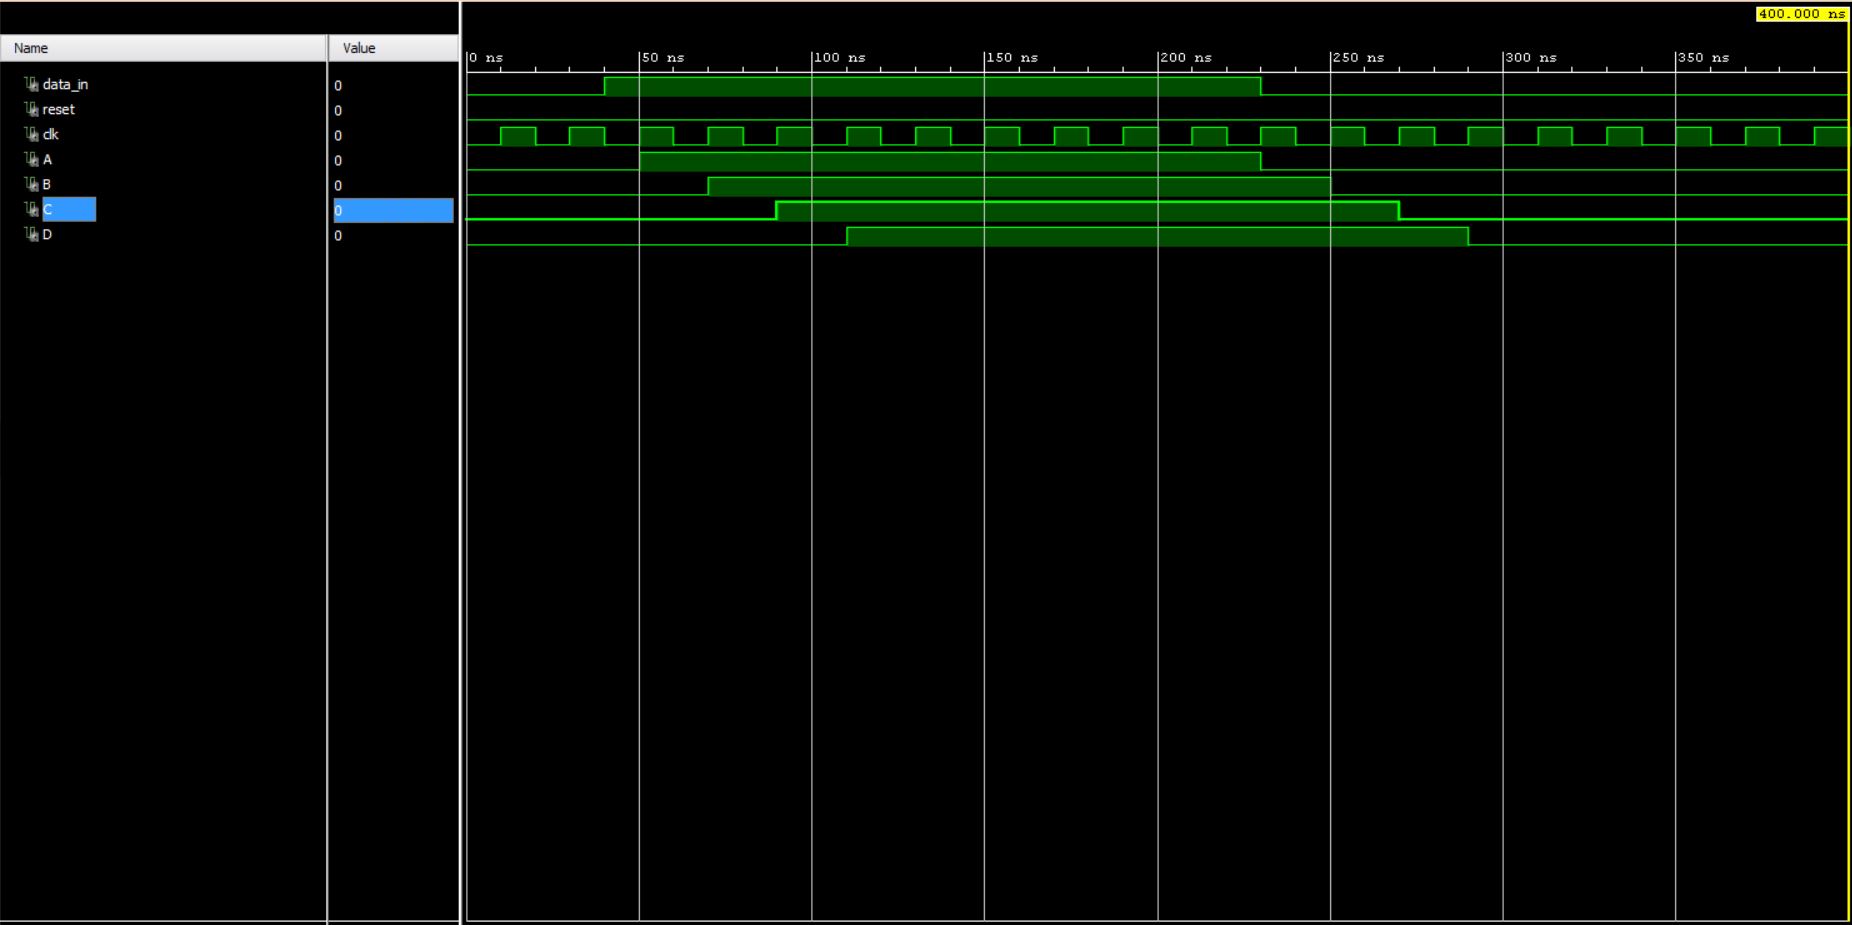 400.000 ns
Name Value
0 ns 50 ns 100 ns 150 ns 200 ns 250 ns 300 ns 350 ns
data_in 0
reset 0
clk 0
A 0
B 0
C 0
D 0